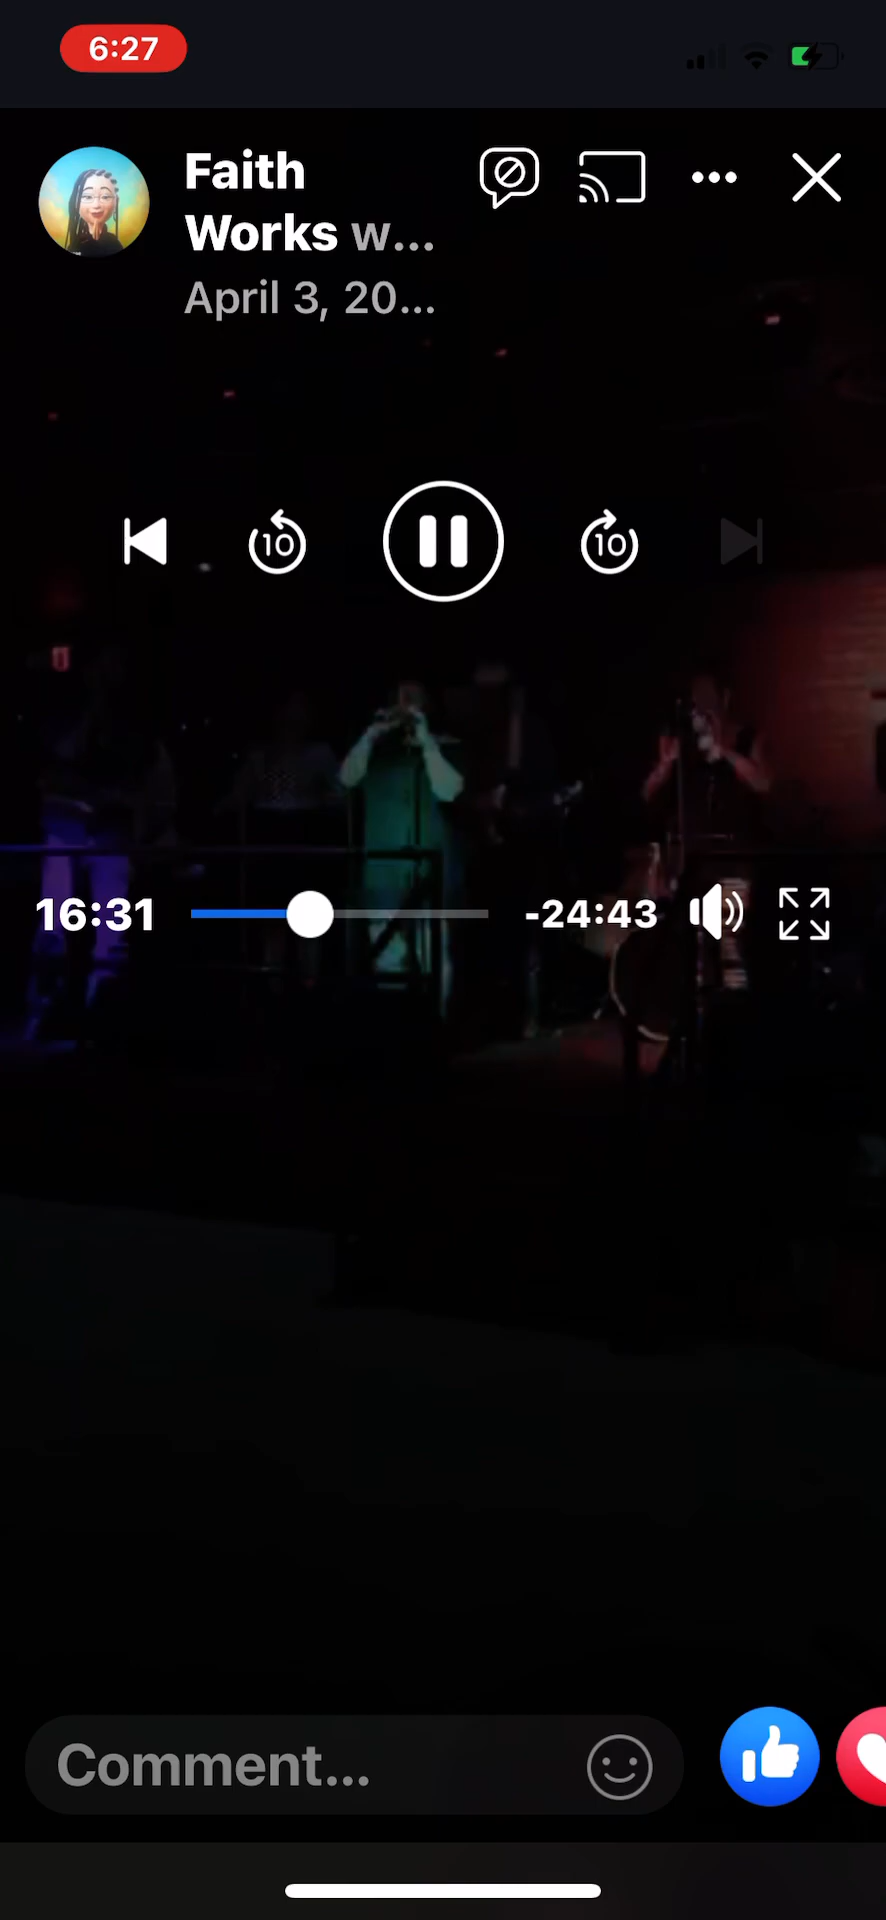 6:27
Faith
Works w...
April 3, 20...
10
10
16:31
-24:43
Comment...